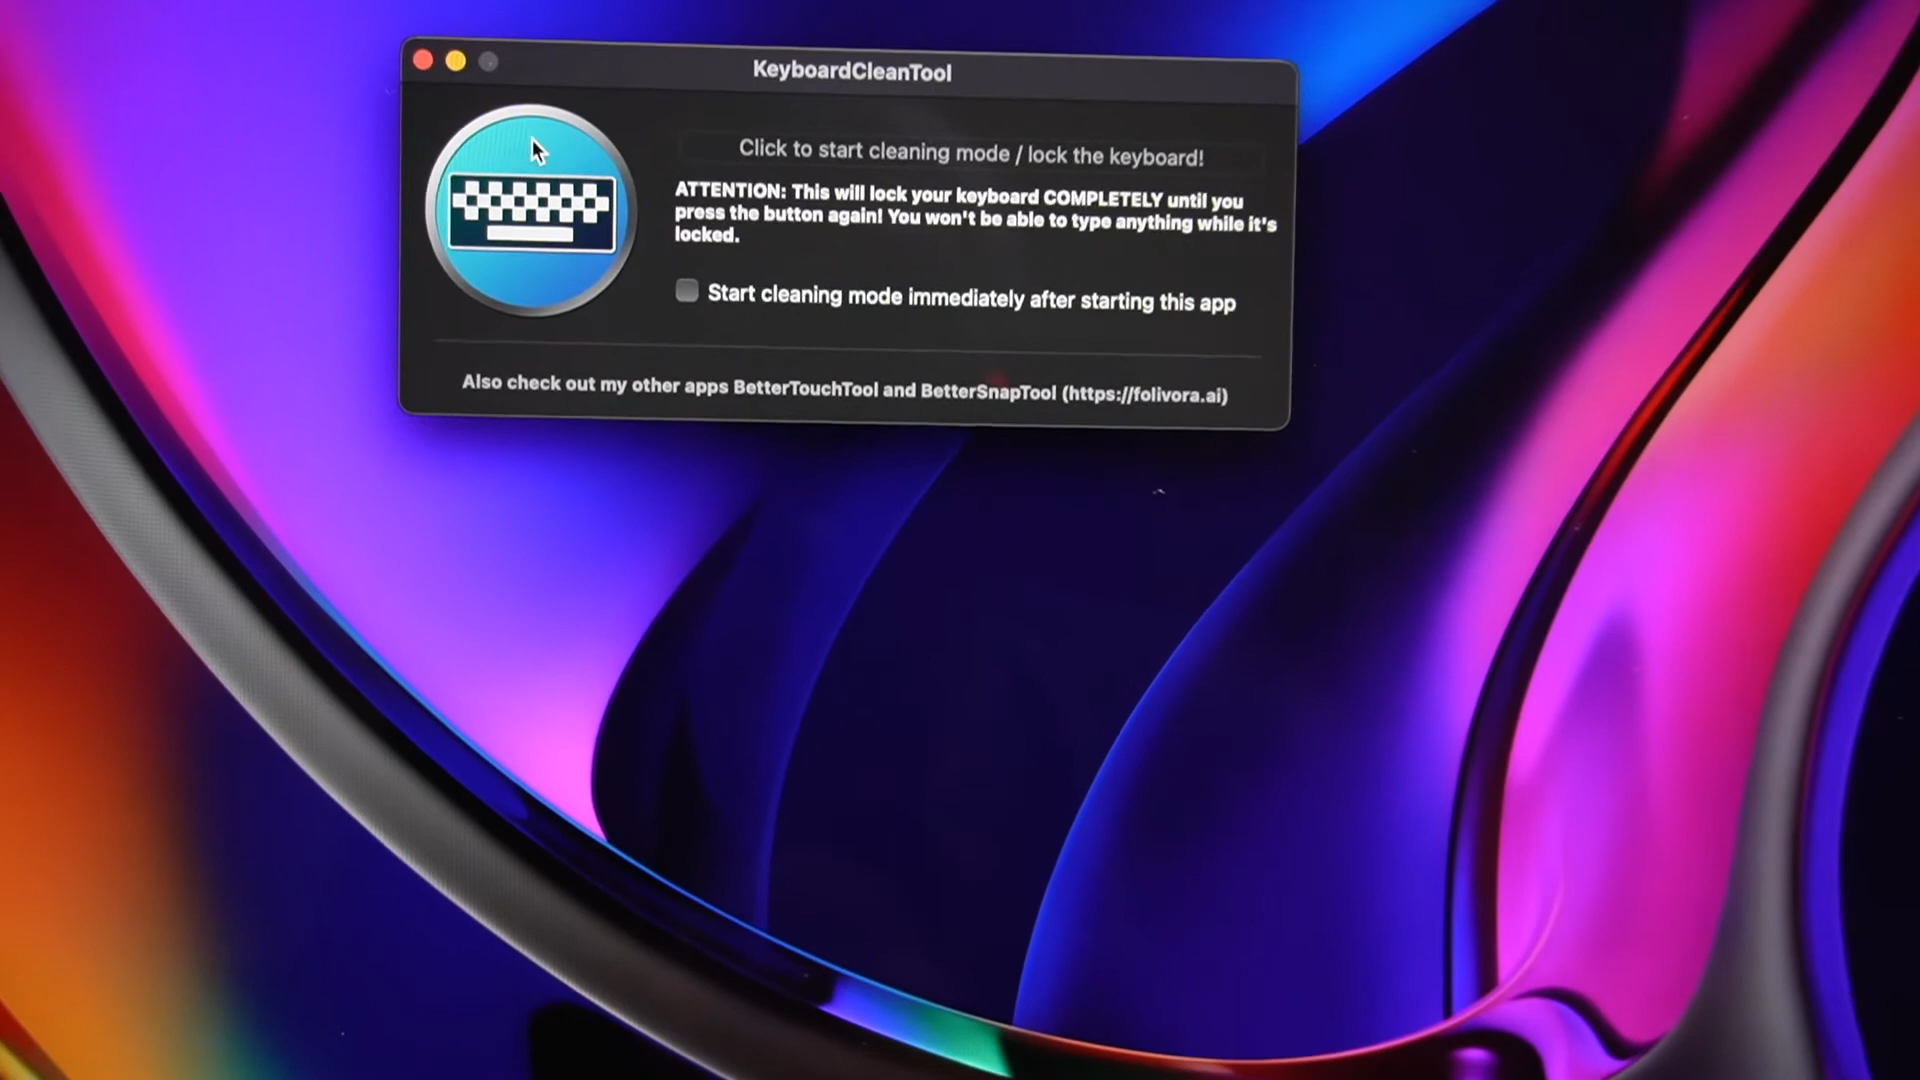 KeyboardCleanTool
Click to start cleaning mode / lock the keyboard!
ATTENTION: This will lock your keyboard COMPLETELY until you
press the button again! You won't be able to type anything while it's
locked.
Start cleaning mode immediately after starting this app
Also check out my other apps BetterTouchTool and BetterSnapTool (https://folivora.ai)